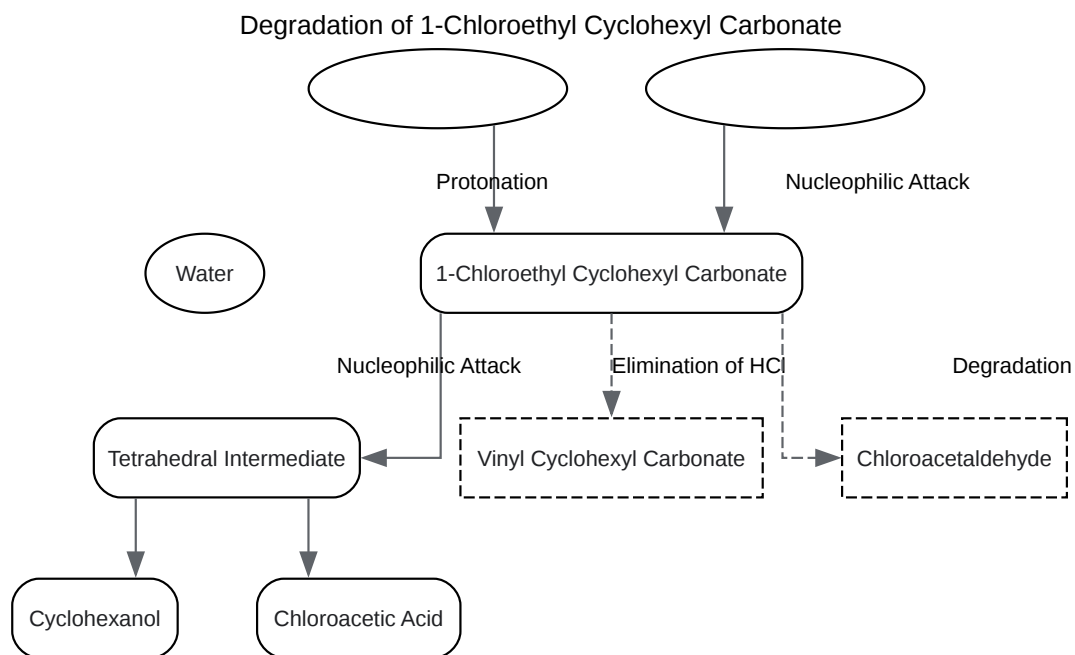 Degradation of 1-Chloroethyl Cyclohexyl Carbonate
Protonation
Nucleophilic Attack
Water
1-Chloroethyl Cyclohexyl Carbonate
Nucleophilic Attack
Elimination of HCl
Degradation
Tetrahedral Intermediate
Vinyl Cyclohexyl Carbonate
Chloroacetaldehyde
Cyclohexanol
Chloroacetic Acid